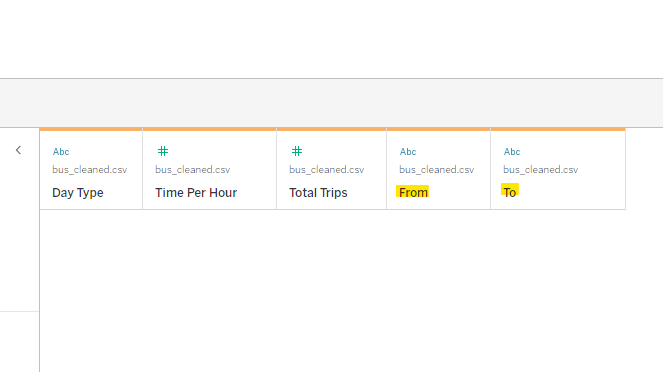 Abc
bus_cleaned.csv
Day Type
#
bus_cleaned.csv
Time Per Hour
#
bus_cleaned.csv
Total Trips
Abc
bus_cleaned.csv
From
Abc
bus_cleaned.csv
To